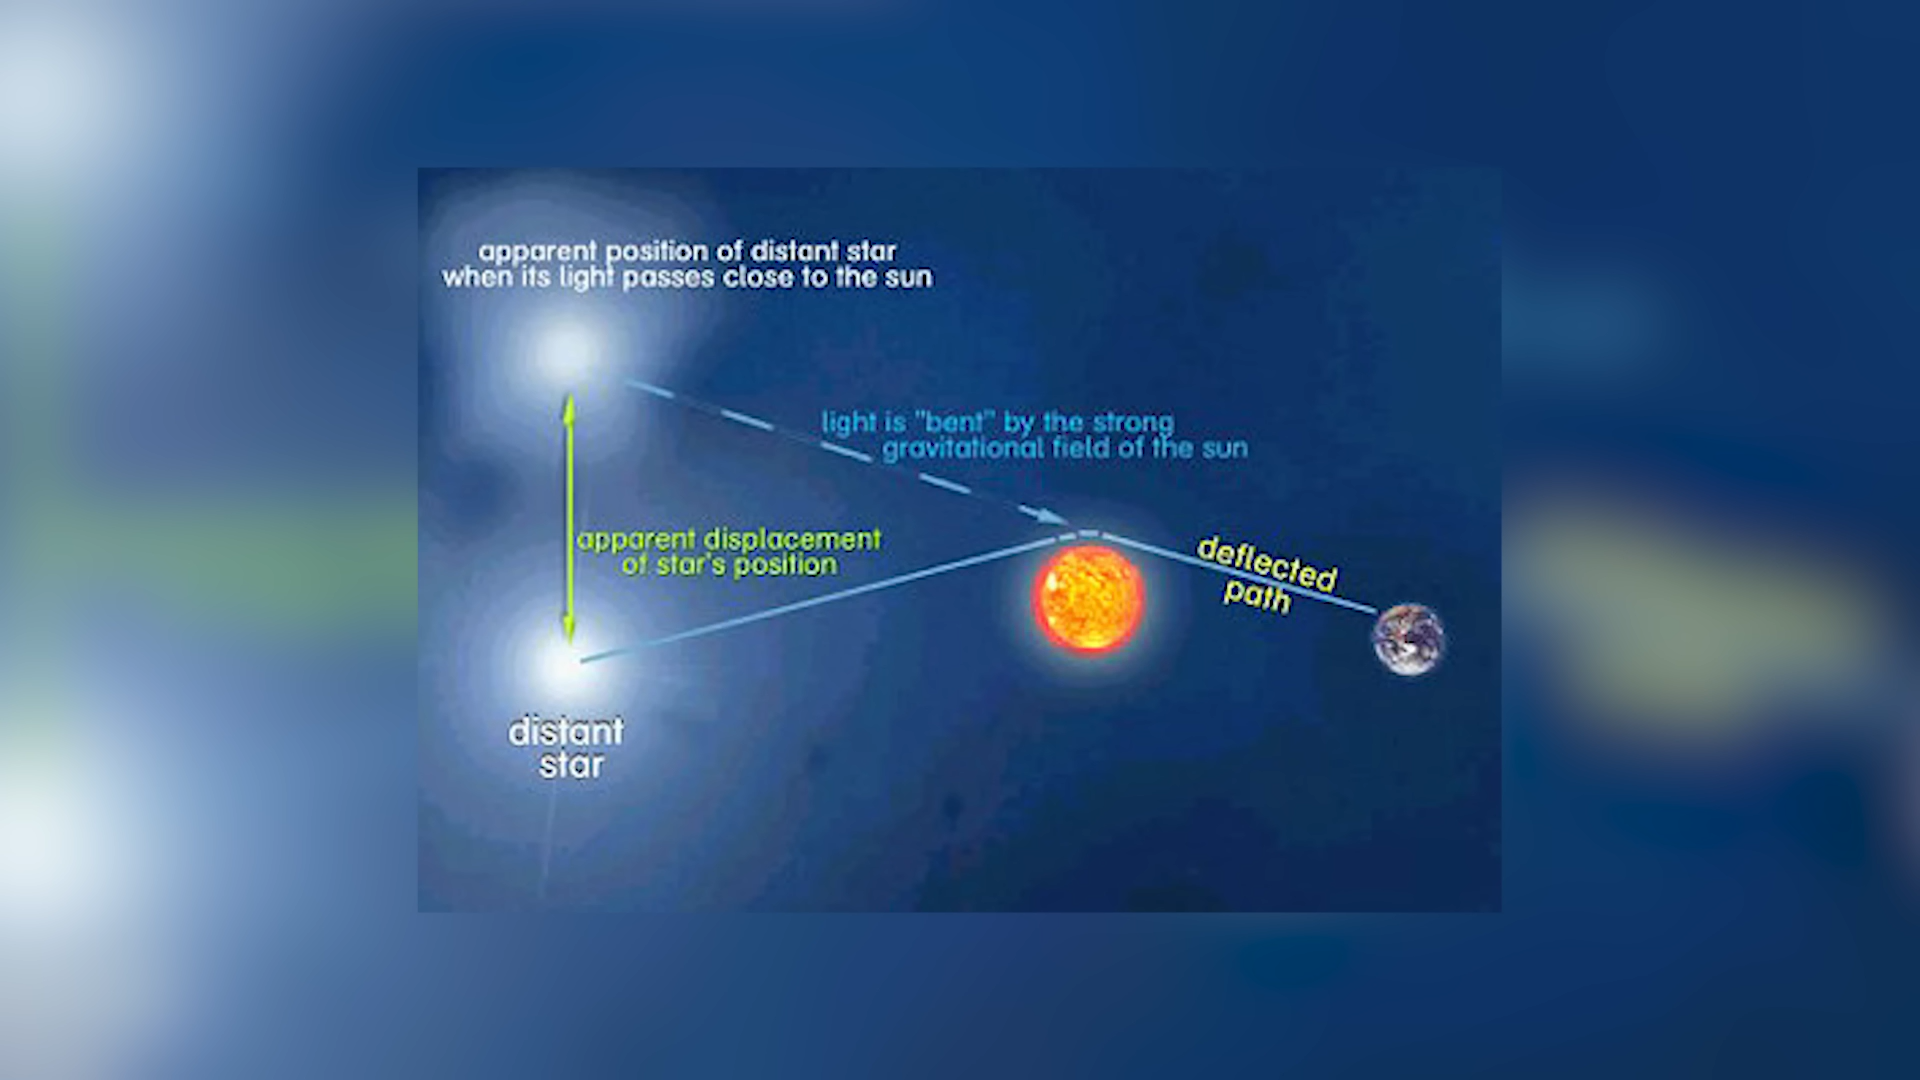 apparent position of distant star
when its light passes close to the sun
light is "bent" by the strong
gravitational field of the sun
apparent displacement
of star's position
deflected
path
distant
star